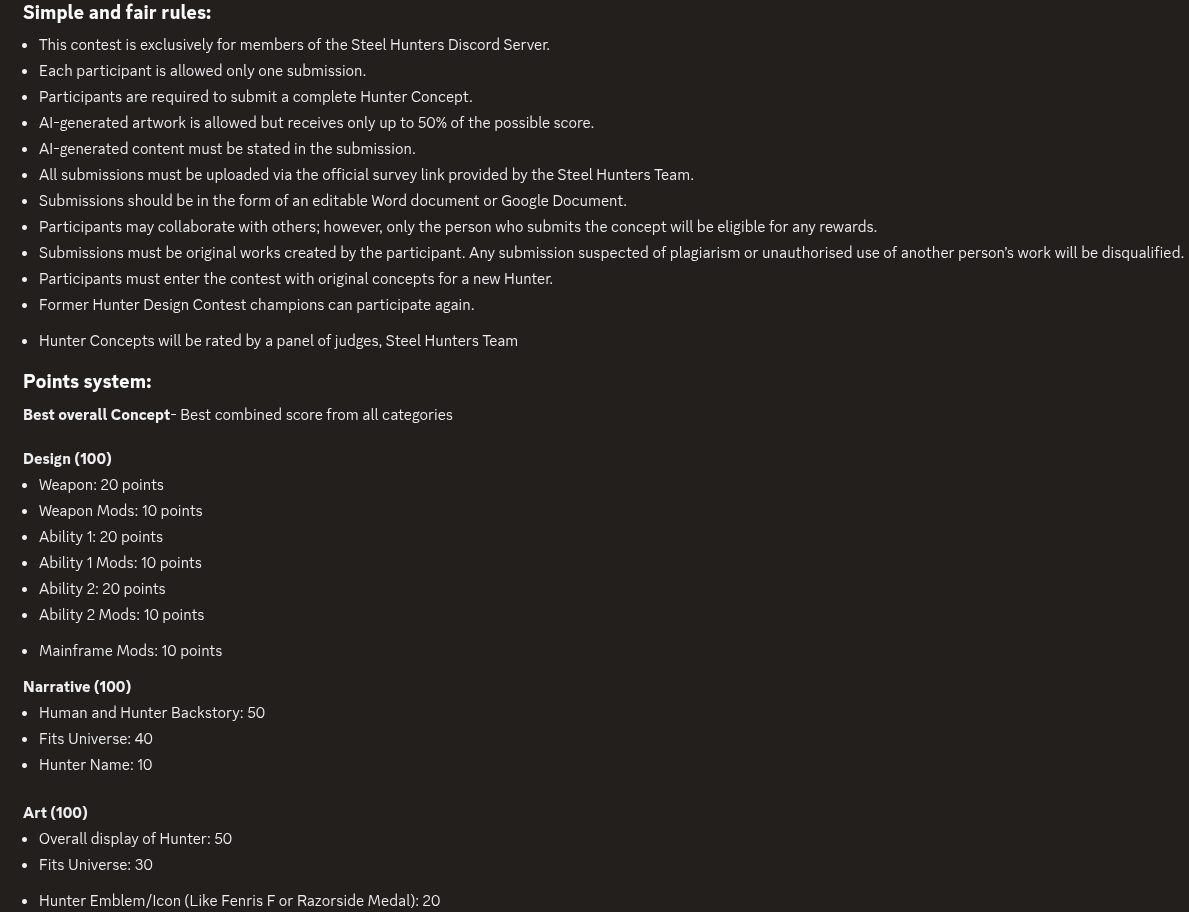 Simple and fair rules:
• This contest is exclusively for members of the Steel Hunters Discord Server.
• Each participant is allowed only one submission.
• Participants are required to submit a complete Hunter Concept.
• AI-generated artwork is allowed but receives only up to 50% of the possible score.
• AI-generated content must be stated in the submission.
• All submissions must be uploaded via the official survey link provided by the Steel Hunters Team.
• Submissions should be in the form of an editable Word document or Google Document.
• Participants may collaborate with others; however, only the person who submits the concept will be eligible for any rewards.
• Submissions must be original works created by the participant. Any submission suspected of plagiarism or unauthorised use of another person's work will be disqualified.
• Participants must enter the contest with original concepts for a new Hunter.
• Former Hunter Design Contest champions can participate again.
• Hunter Concepts will be rated by a panel of judges, Steel Hunters Team
Points system:
Best overall Concept- Best combined score from all categories
Design (100)
• Weapon: 20 points
• Weapon Mods: 10 points
• Ability 1: 20 points
• Ability 1 Mods: 10 points
• Ability 2: 20 points
• Ability 2 Mods: 10 points
• Mainframe Mods: 10 points
Narrative (100)
• Human and Hunter Backstory: 50
• Fits Universe: 40
• Hunter Name: 10
Art (100)
• Overall display of Hunter: 50
• Fits Universe: 30
• Hunter Emblem/Icon (Like Fenris F or Razorside Medal): 20